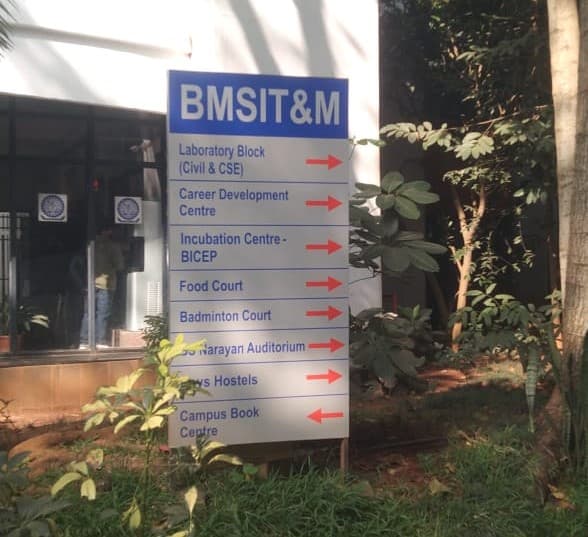 BMSIT&M
Laboratory Block
(Civil & CSE)
Career Development
Centre
Incubation Centre -
BICEP
Food Court
Badminton Court
Narayan Auditorium
Hostels
Campus Book
Centre